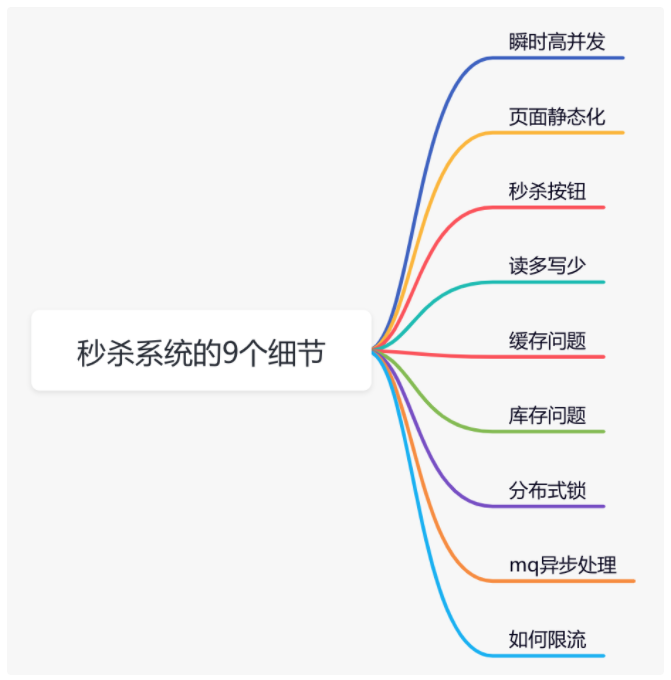 瞬时高并发
页面静态化
秒杀按钮
读多写少
秒杀系统的9个细节
缓存问题
库存问题
分布式锁
mq异步处理
如何限流